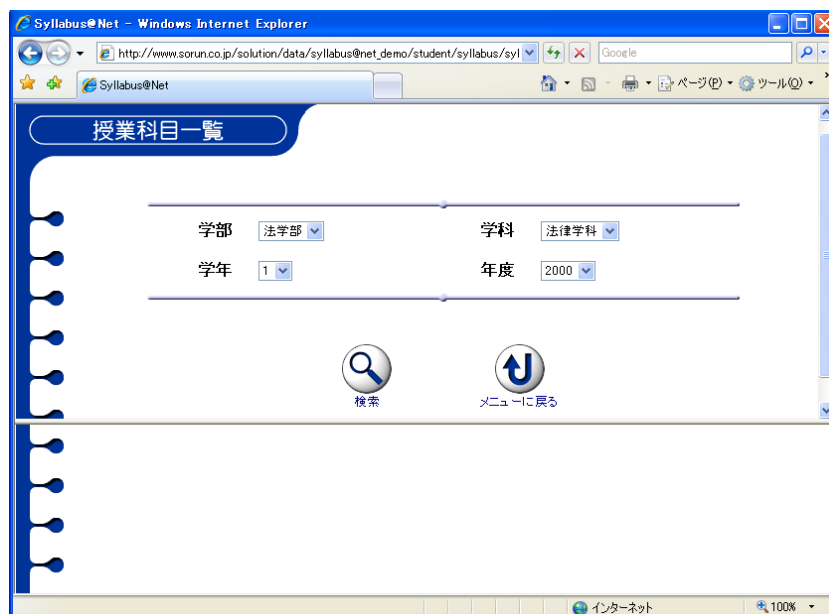 Syllabus@Net - Windows Internet Explorer
http://www.sorun.co.jp/solution/data/syllabus@net_demo/student/syllabus/syl
Google
Syllabus@Net
ページ(P)
ツール(O)
授業科目一覧
学部 法学部 学科 法律学科
学年 1 年度 2000
検索 メニューに戻る
インターネット 100%